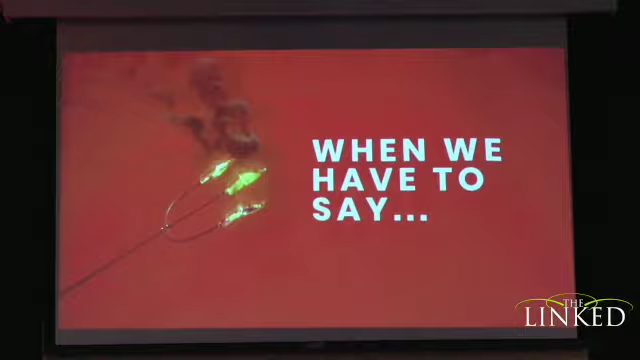 WHEN WE
HAVE TO
SAY...
THE
LINKED